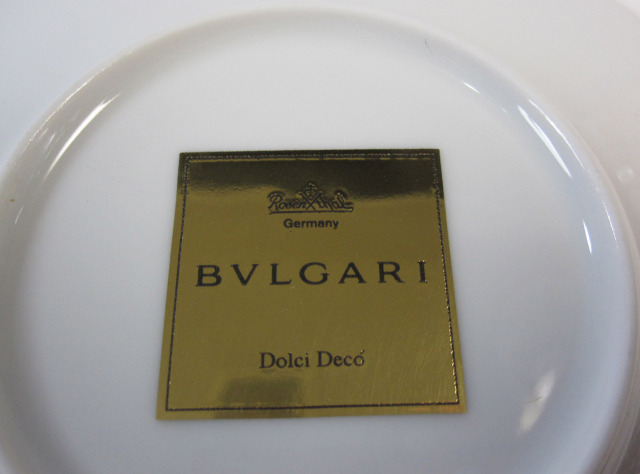 Rosenthal
Germany
BVLGARI
Dolci Decó